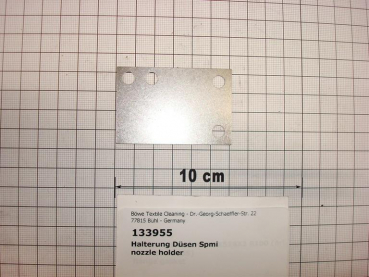 10 cm
Böwe Textile Cleaning - Dr.-Georg-Schaeffler-Str. 22
77815 Bühl - Germany
133955
Halterung Düsen Spmi
nozzle holder